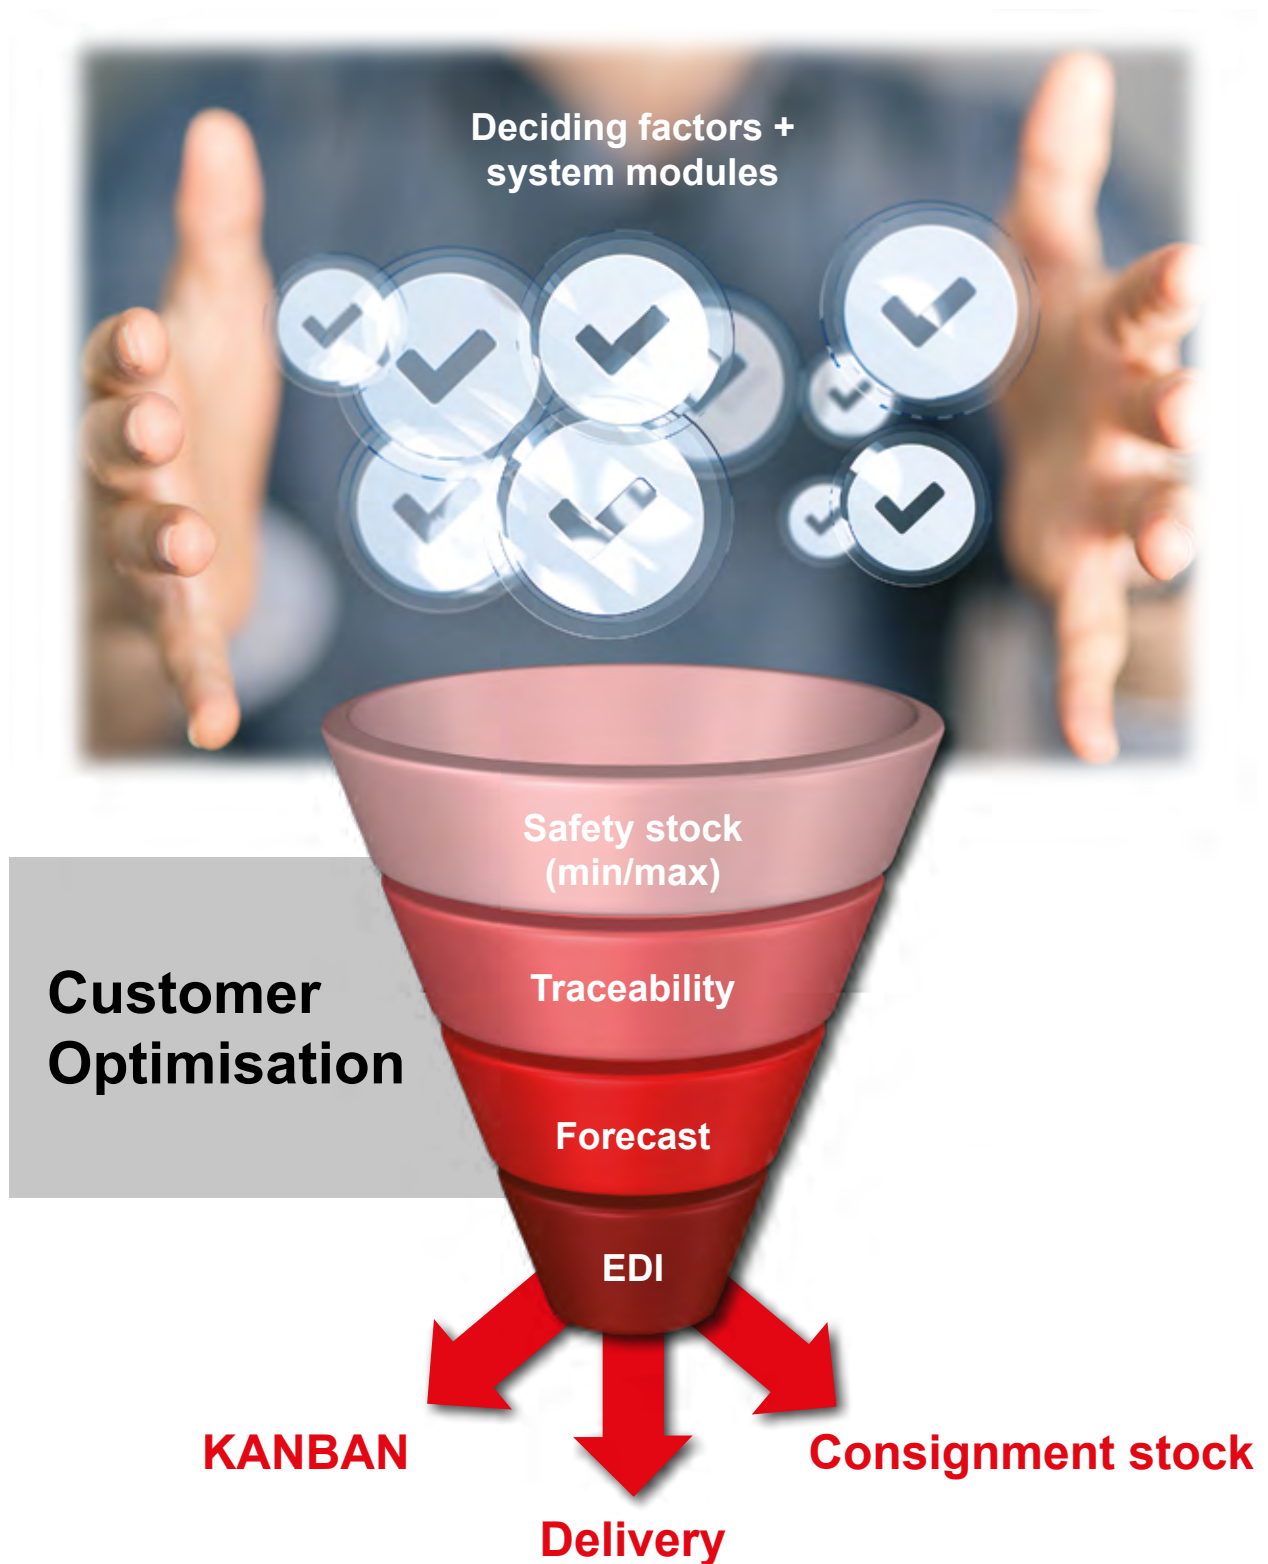 Deciding factors +
system modules
Safety stock
(min/max)
Traceability
Customer
Optimisation
Forecast
EDI
KANBAN
Consignment stock
Delivery